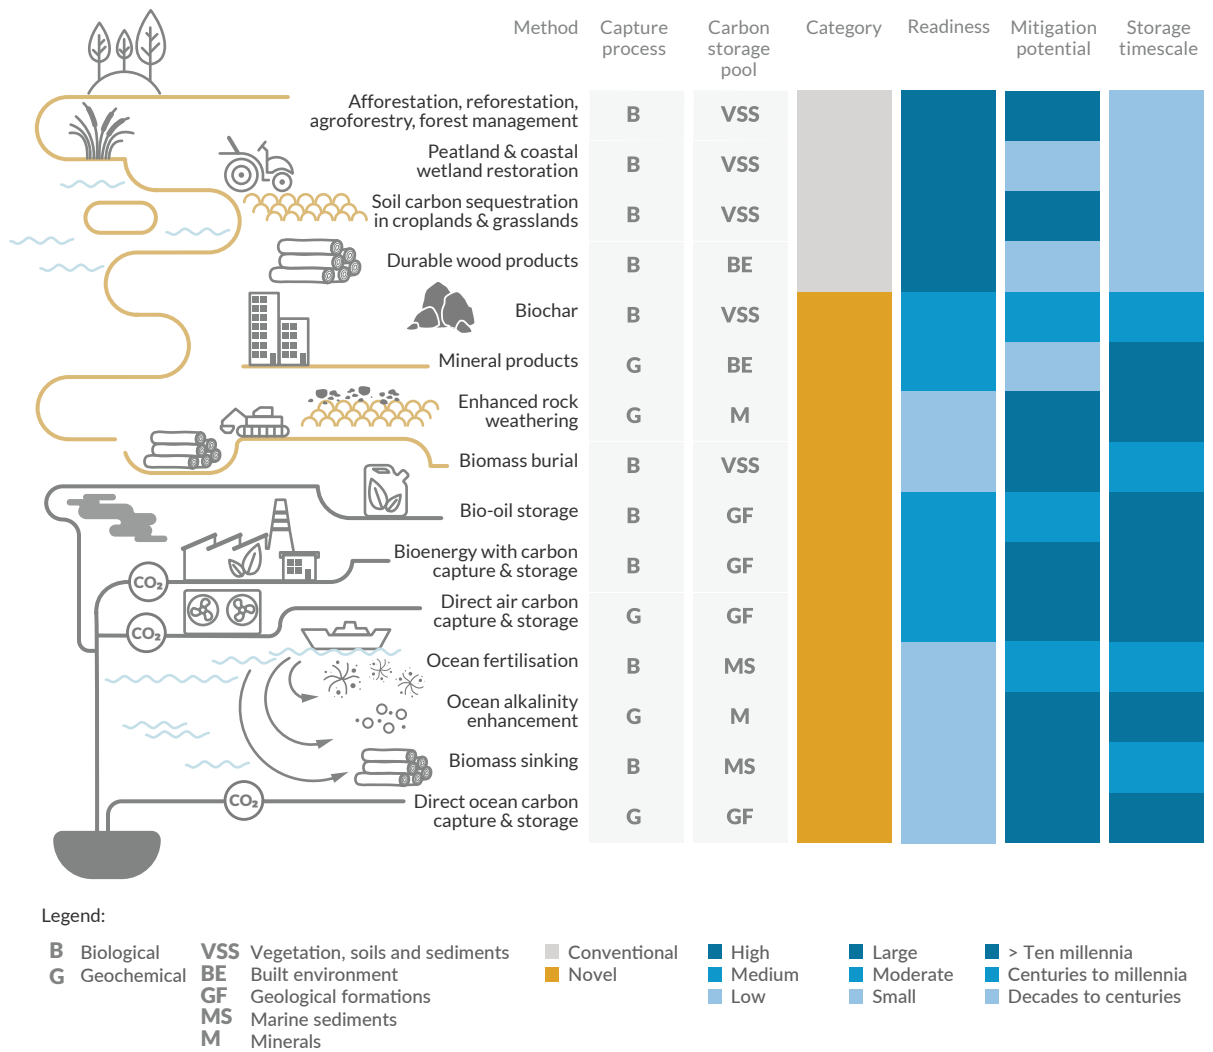 Method Capture process Carbon storage pool Category Readiness Mitigation potential Storage timescale
Afforestation, reforestation,
agroforestry, forest management B VSS
Peatland & coastal
wetland restoration B VSS
Soil carbon sequestration
in croplands & grasslands B VSS
Durable wood products B BE
Biochar B VSS
Mineral products G BE
Enhanced rock
weathering G M
Biomass burial B VSS
Bio-oil storage B GF
Bioenergy with carbon
capture & storage B GF
CO₂
Direct air carbon
capture & storage G GF
CO₂
Ocean fertilisation B MS
Ocean alkalinity
enhancement G M
Biomass sinking B MS
Direct ocean carbon
capture & storage G GF
CO₂
Legend:
B Biological
G Geochemical
VSS Vegetation, soils and sediments
BE Built environment
GF Geological formations
MS Marine sediments
M Minerals
Conventional
Novel
High
Medium
Low
Large
Moderate
Small
> Ten millennia
Centuries to millennia
Decades to centuries